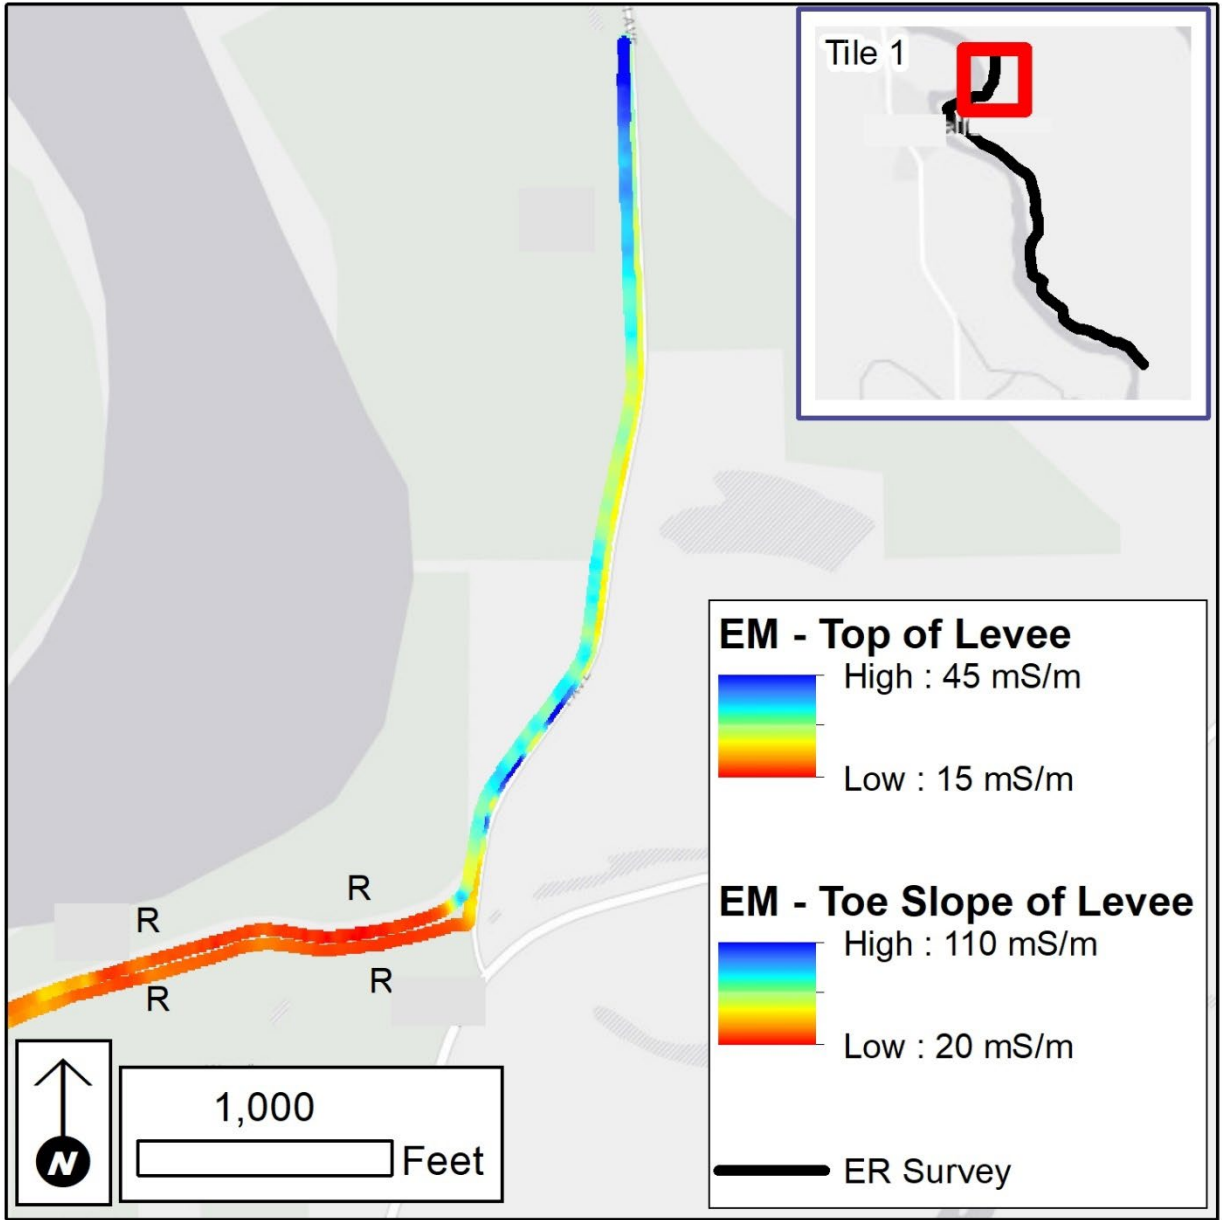 Tile 1
EM - Top of Levee
High : 45 mS/m
Low : 15 mS/m
EM - Toe Slope of Levee
High : 110 mS/m
Low : 20 mS/m
ER Survey
R
R
R
R
1,000
Feet
N